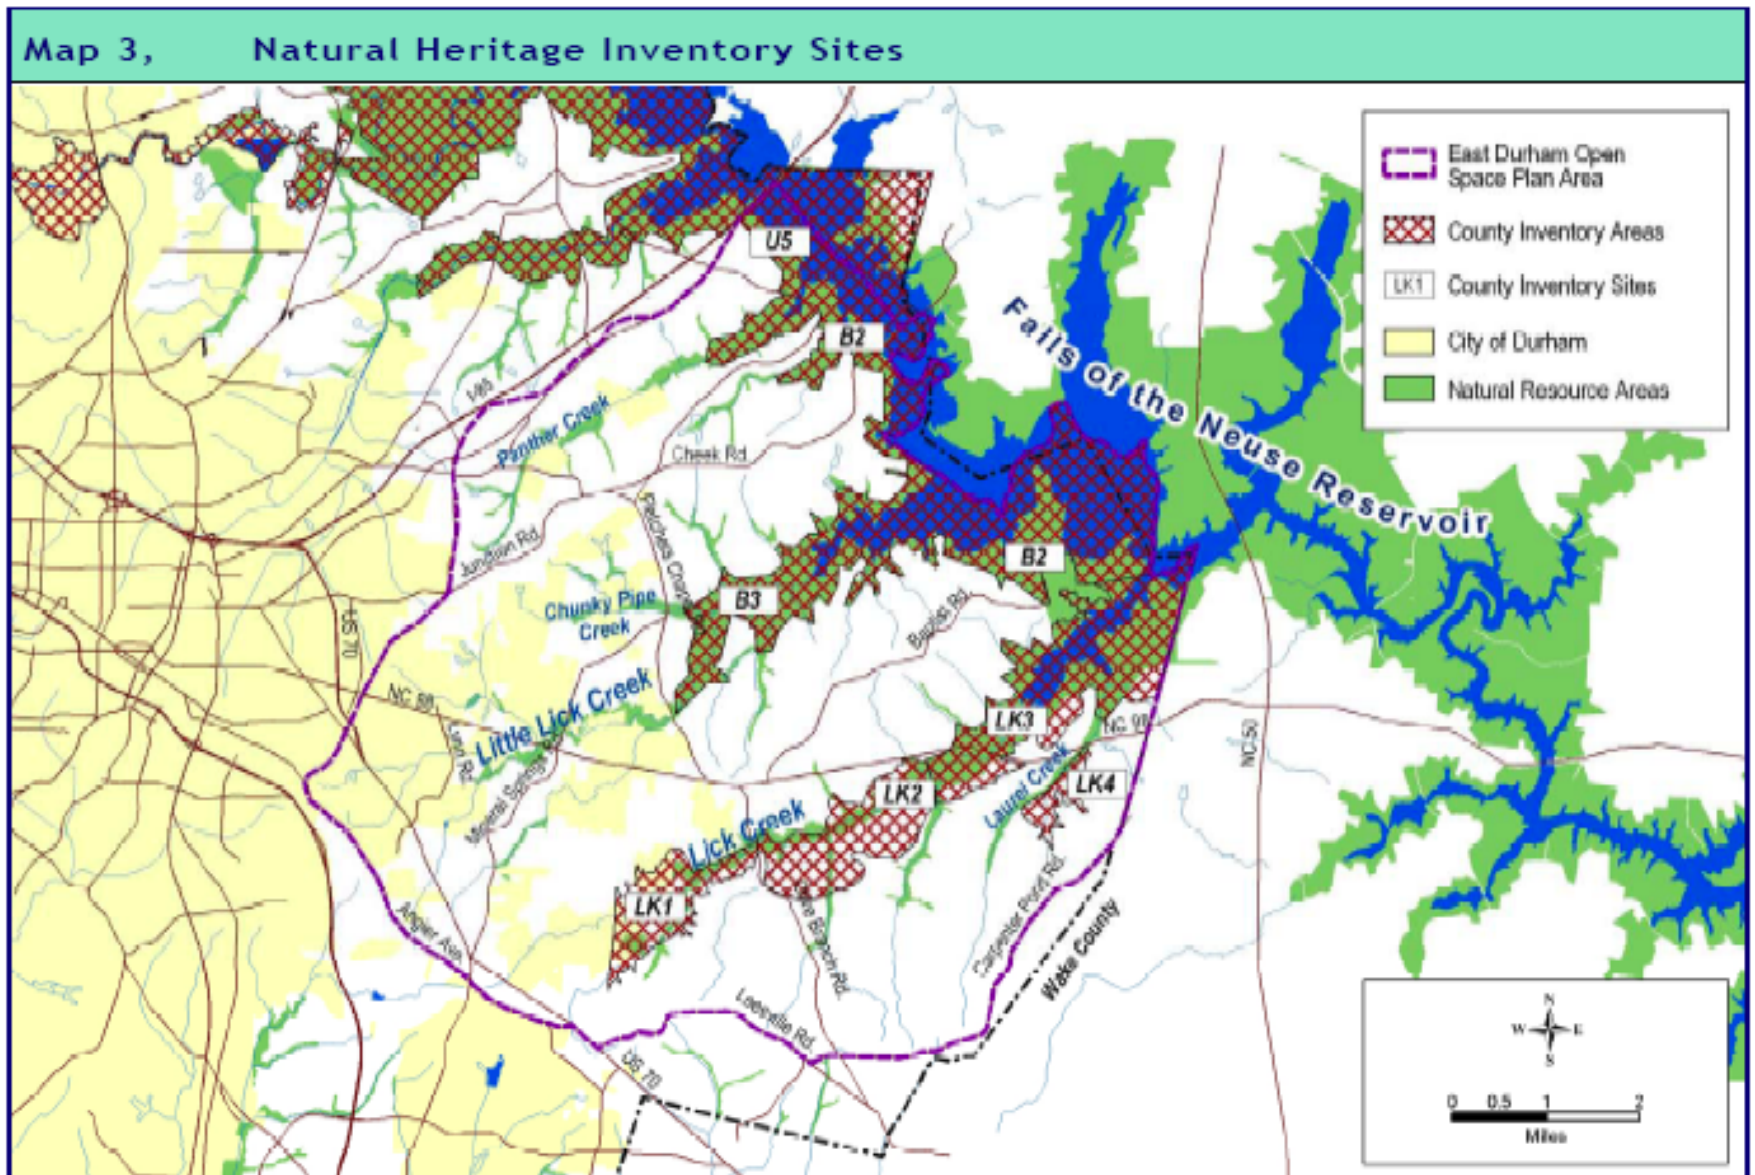 Map 3, Natural Heritage Inventory Sites
East Durham Open
Space Plan Area
County Inventory Areas
LK1 County Inventory Sites
City of Durham
Natural Resource Areas
U5
B2
Falls of the Neuse Reservoir
I-85
Panther Creek
Cheek Rd.
Junction Rd.
B2
B3
Chunky Pipe
Creek
Baptist Rd.
US 70
NC 98
Little Lick Creek
LK3
NC 98
NC 50
Lynn Rd.
Mineral Springs
Laurel Creek
LK4
LK2
Lick Creek
LK1
Carpenter Pond Rd.
Angier Ave.
Branch Rd.
Wake County
Leesville Rd.
US 70
N
W E
S
0 0.5 1 2
Miles